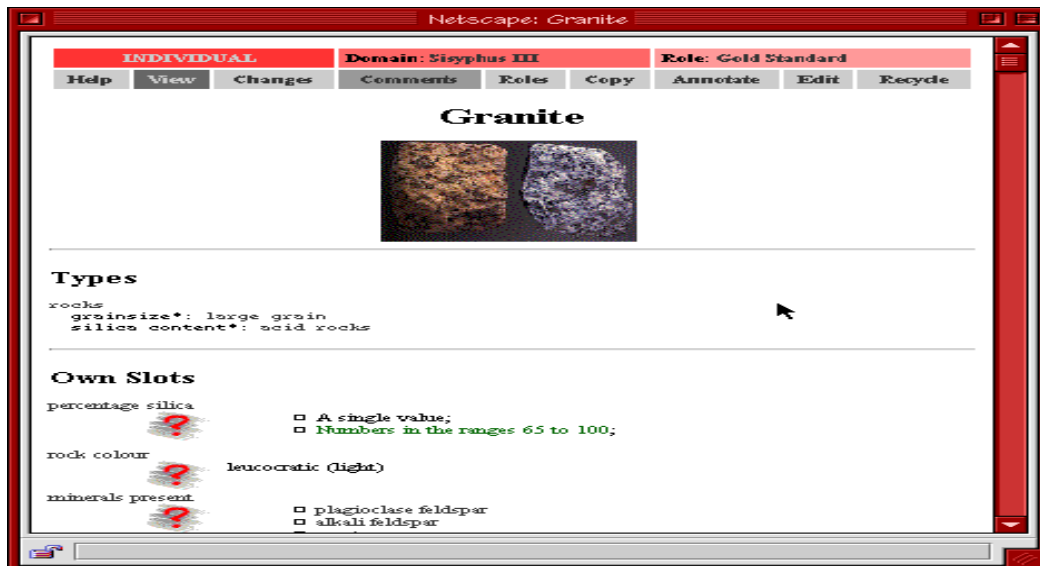 Netscape: Granite
INDIVIDUAL Domain: Sisyphus III Role: Gold Standard
Help View Changes Comments Roles Copy Annotate Edit Recycle
Granite
Types
rocks
grainsize*: large grain
silica content*: acid rocks
Own Slots
percentage silica
A single value;
Numbers in the ranges 65 to 100;
rock colour
leucocratic (light)
minerals present
plagioclase feldspar
alkali feldspar